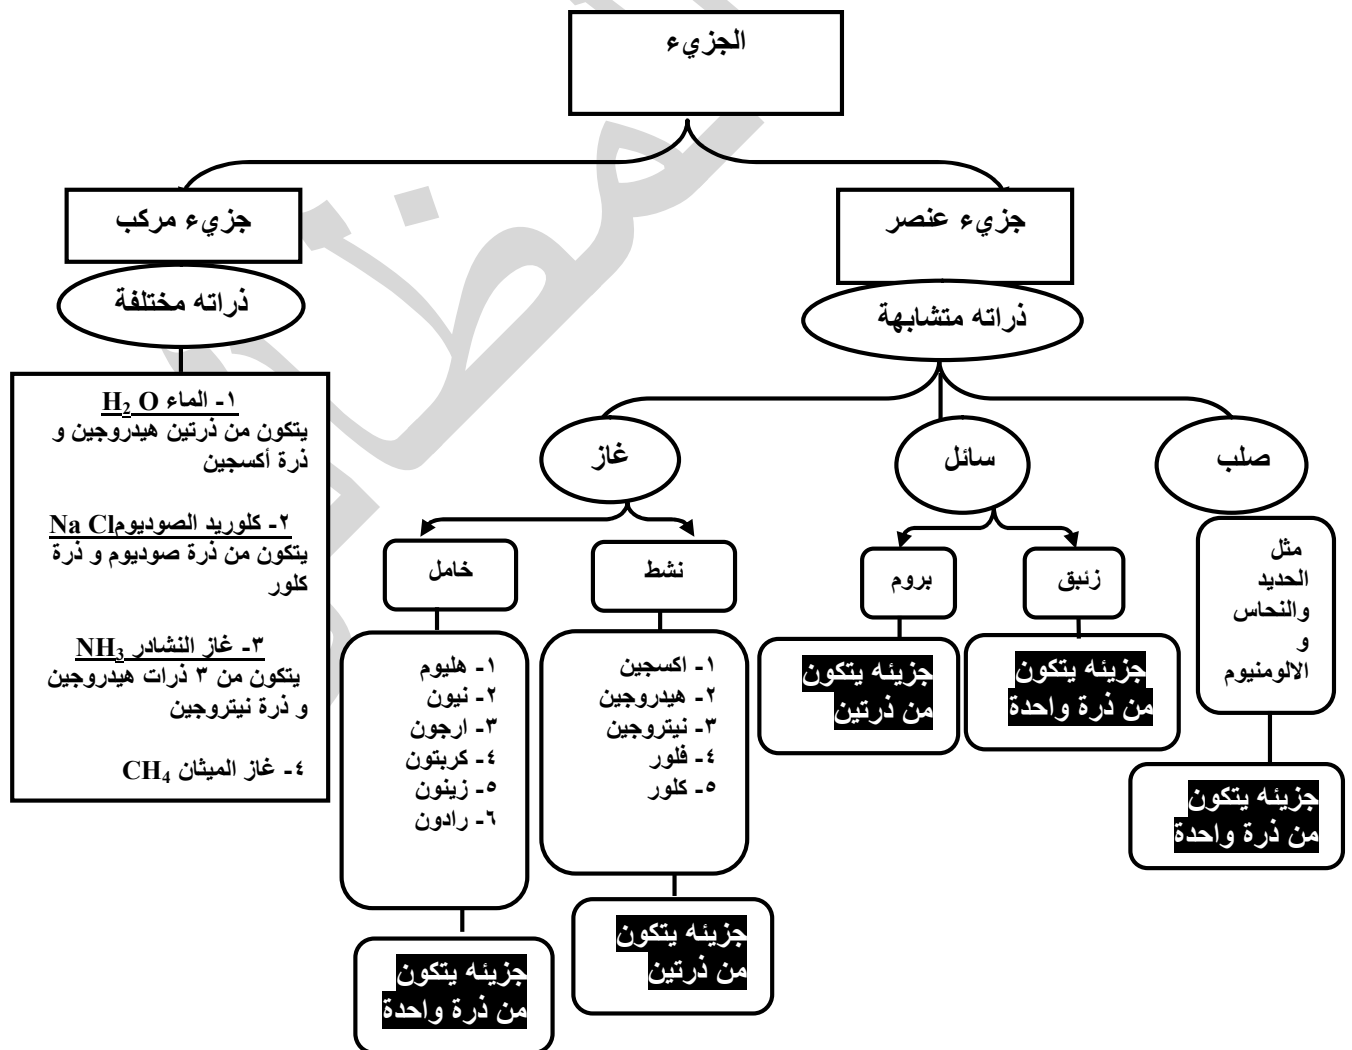 الجزيء
جزيء عنصر
جزيء مركب
ذراته متشابهة
ذراته مختلفة
صلب
سائل
غاز
مثل
الحديد
والنحاس
و
الالومنيوم
جزيئه يتكون
من ذرة واحدة
زئبق
بروم
جزيئه يتكون
من ذرة واحدة
جزيئه يتكون
من ذرتين
نشط
خامل
١- اكسجين
٢- هيدروجين
٣- نيتروجين
٤- فلور
٥- كلور
جزيئه يتكون
من ذرتين
١- هليوم
٢- نيون
٣- ارجون
٤- كربتون
٥- زينون
٦- رادون
جزيئه يتكون
من ذرة واحدة
١- الماء H₂ O
يتكون من ذرتين هيدروجين و
ذرة أكسجين
٢- كلوريد الصوديوم Na Cl
يتكون من ذرة صوديوم و ذرة
كلور
٣- غاز النشادر NH₃
يتكون من ٣ ذرات هيدروجين
و ذرة نيتروجين
٤- غاز الميثان CH₄